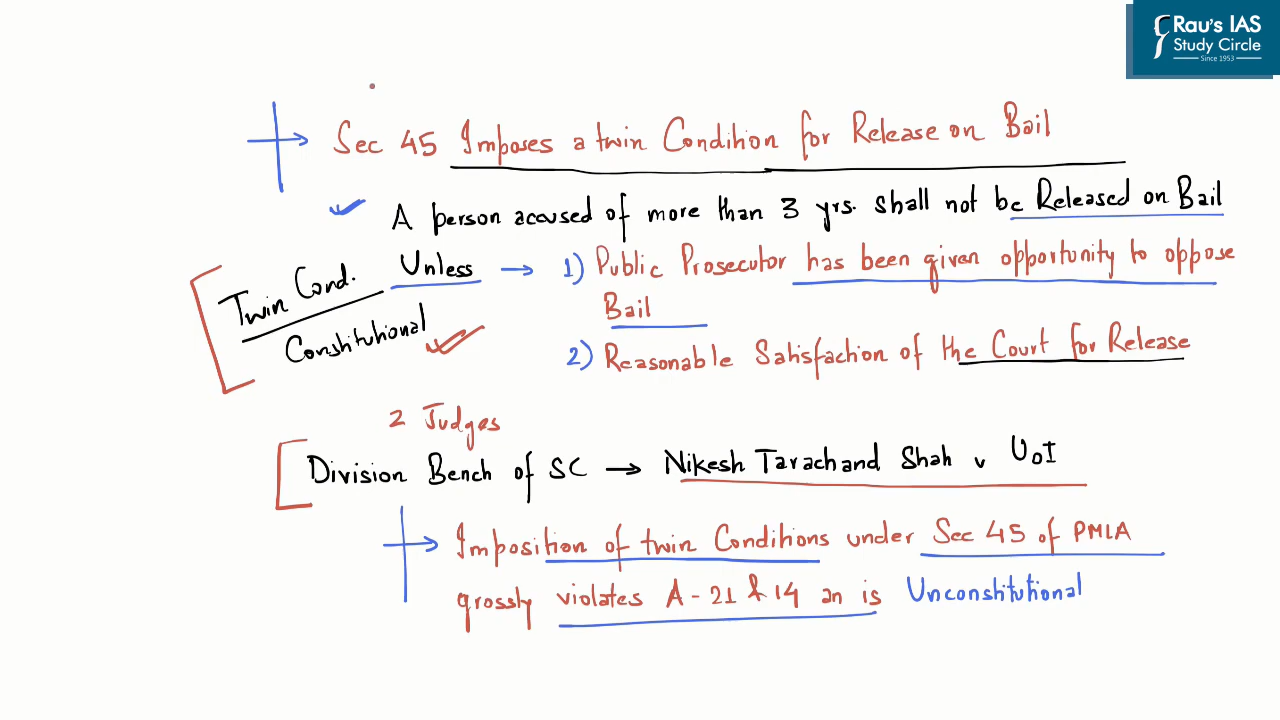 Rau's IAS
Study Circle
Since 1953
Sec 45 Imposes a twin Condition for Release on Bail
A person accused of more than 3 yrs. shall not be Released on Bail
Unless → 1) Public Prosecutor has been given opportunity to oppose
Bail
Twin Cond.
Constitutional
2) Reasonable Satisfaction of the Court for Release
2 Judges
Division Bench of SC → Nikesh Tarachand Shah v UoI
Imposition of twin Conditions under Sec 45 of PMLA
grossly violates A-21 & 14 an is Unconstitutional